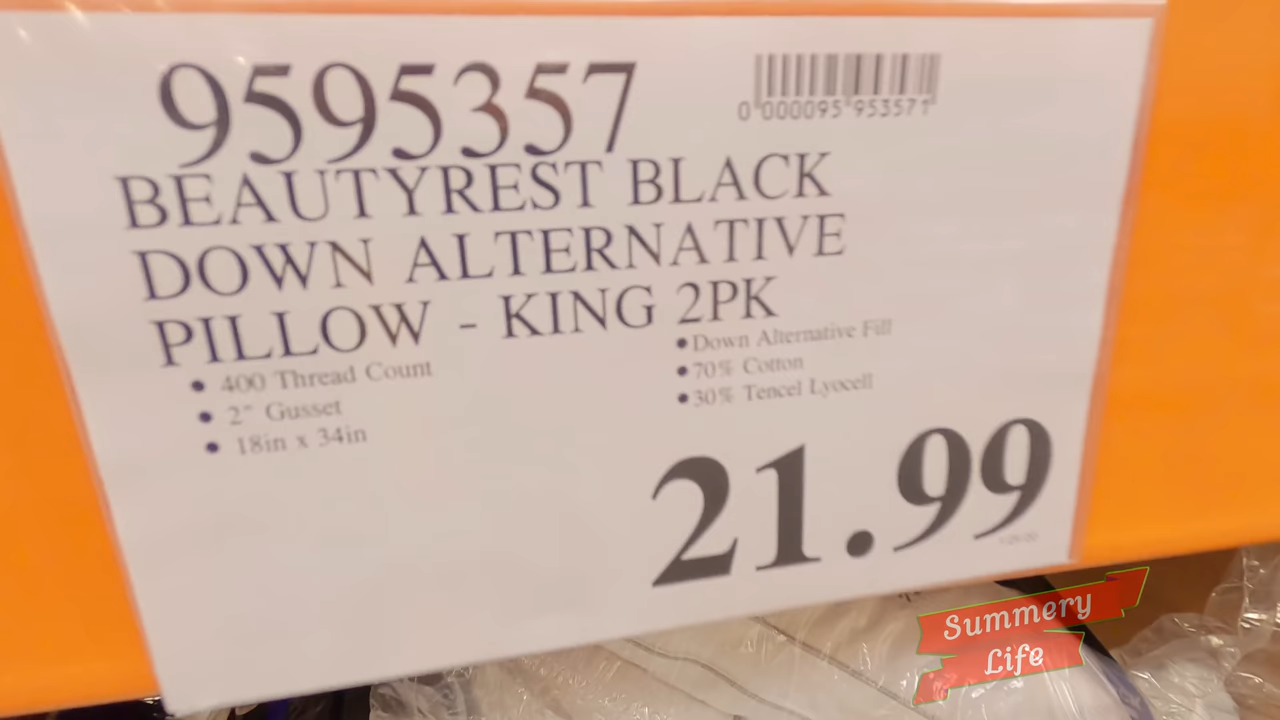 9595357
0 000095 953571
BEAUTYREST BLACK
DOWN ALTERNATIVE
PILLOW - KING 2PK
• 400 Thread Count
• 2" Gusset
• 18in x 34in
• Down Alternative Fill
• 70% Cotton
• 30% Tencel Lyocell
21.99
Summery
Life